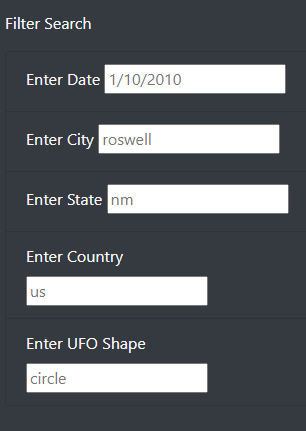 Filter Search
Enter Date 1/10/2010
Enter City roswell
Enter State nm
Enter Country
us
Enter UFO Shape
circle